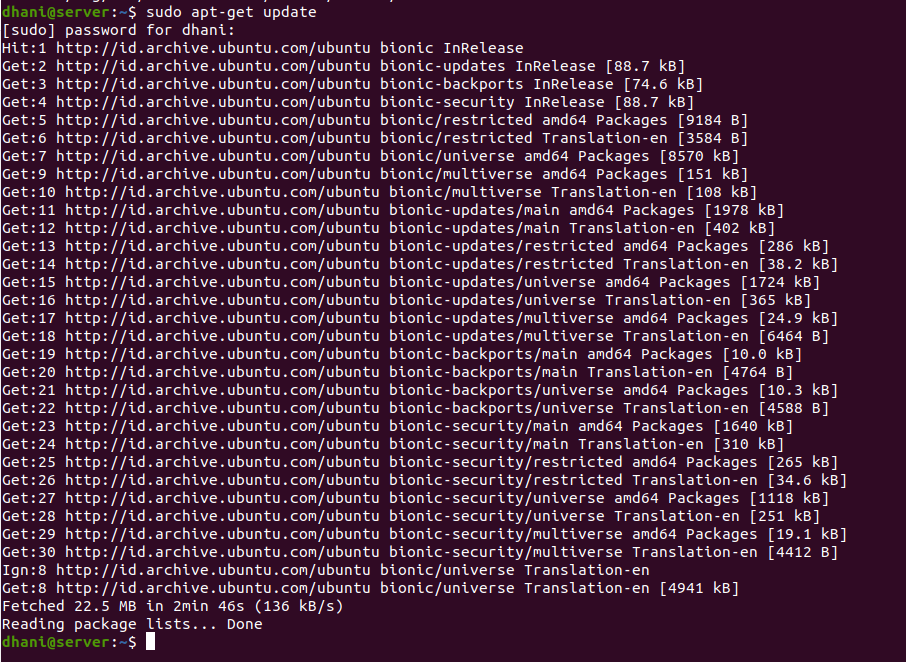 dhani@server:~$ sudo apt-get update
[sudo] password for dhani:
Hit:1 http://id.archive.ubuntu.com/ubuntu bionic InRelease
Get:2 http://id.archive.ubuntu.com/ubuntu bionic-updates InRelease [88.7 kB]
Get:3 http://id.archive.ubuntu.com/ubuntu bionic-backports InRelease [74.6 kB]
Get:4 http://id.archive.ubuntu.com/ubuntu bionic-security InRelease [88.7 kB]
Get:5 http://id.archive.ubuntu.com/ubuntu bionic/restricted amd64 Packages [9184 B]
Get:6 http://id.archive.ubuntu.com/ubuntu bionic/restricted Translation-en [3584 B]
Get:7 http://id.archive.ubuntu.com/ubuntu bionic/universe amd64 Packages [8570 kB]
Get:9 http://id.archive.ubuntu.com/ubuntu bionic/multiverse amd64 Packages [151 kB]
Get:10 http://id.archive.ubuntu.com/ubuntu bionic/multiverse Translation-en [108 kB]
Get:11 http://id.archive.ubuntu.com/ubuntu bionic-updates/main amd64 Packages [1978 kB]
Get:12 http://id.archive.ubuntu.com/ubuntu bionic-updates/main Translation-en [402 kB]
Get:13 http://id.archive.ubuntu.com/ubuntu bionic-updates/restricted amd64 Packages [286 kB]
Get:14 http://id.archive.ubuntu.com/ubuntu bionic-updates/restricted Translation-en [38.2 kB]
Get:15 http://id.archive.ubuntu.com/ubuntu bionic-updates/universe amd64 Packages [1724 kB]
Get:16 http://id.archive.ubuntu.com/ubuntu bionic-updates/universe Translation-en [365 kB]
Get:17 http://id.archive.ubuntu.com/ubuntu bionic-updates/multiverse amd64 Packages [24.9 kB]
Get:18 http://id.archive.ubuntu.com/ubuntu bionic-updates/multiverse Translation-en [6464 B]
Get:19 http://id.archive.ubuntu.com/ubuntu bionic-backports/main amd64 Packages [10.0 kB]
Get:20 http://id.archive.ubuntu.com/ubuntu bionic-backports/main Translation-en [4764 B]
Get:21 http://id.archive.ubuntu.com/ubuntu bionic-backports/universe amd64 Packages [10.3 kB]
Get:22 http://id.archive.ubuntu.com/ubuntu bionic-backports/universe Translation-en [4588 B]
Get:23 http://id.archive.ubuntu.com/ubuntu bionic-security/main amd64 Packages [1640 kB]
Get:24 http://id.archive.ubuntu.com/ubuntu bionic-security/main Translation-en [310 kB]
Get:25 http://id.archive.ubuntu.com/ubuntu bionic-security/restricted amd64 Packages [265 kB]
Get:26 http://id.archive.ubuntu.com/ubuntu bionic-security/restricted Translation-en [34.6 kB]
Get:27 http://id.archive.ubuntu.com/ubuntu bionic-security/universe amd64 Packages [1118 kB]
Get:28 http://id.archive.ubuntu.com/ubuntu bionic-security/universe Translation-en [251 kB]
Get:29 http://id.archive.ubuntu.com/ubuntu bionic-security/multiverse amd64 Packages [19.1 kB]
Get:30 http://id.archive.ubuntu.com/ubuntu bionic-security/multiverse Translation-en [4412 B]
Ign:8 http://id.archive.ubuntu.com/ubuntu bionic/universe Translation-en
Get:8 http://id.archive.ubuntu.com/ubuntu bionic/universe Translation-en [4941 kB]
Fetched 22.5 MB in 2min 46s (136 kB/s)
Reading package lists... Done
dhani@server:~$